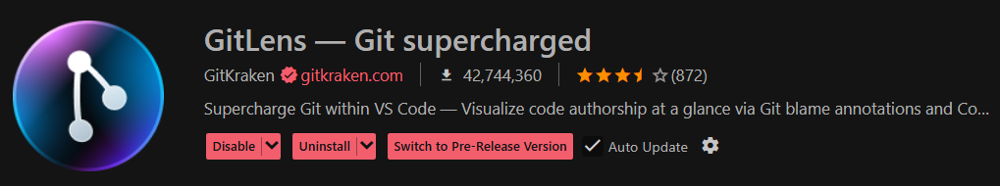 GitLens — Git supercharged
GitKraken gitkraken.com 42,744,360 (872)
Supercharge Git within VS Code — Visualize code authorship at a glance via Git blame annotations and Co...
Disable Uninstall Switch to Pre-Release Version Auto Update